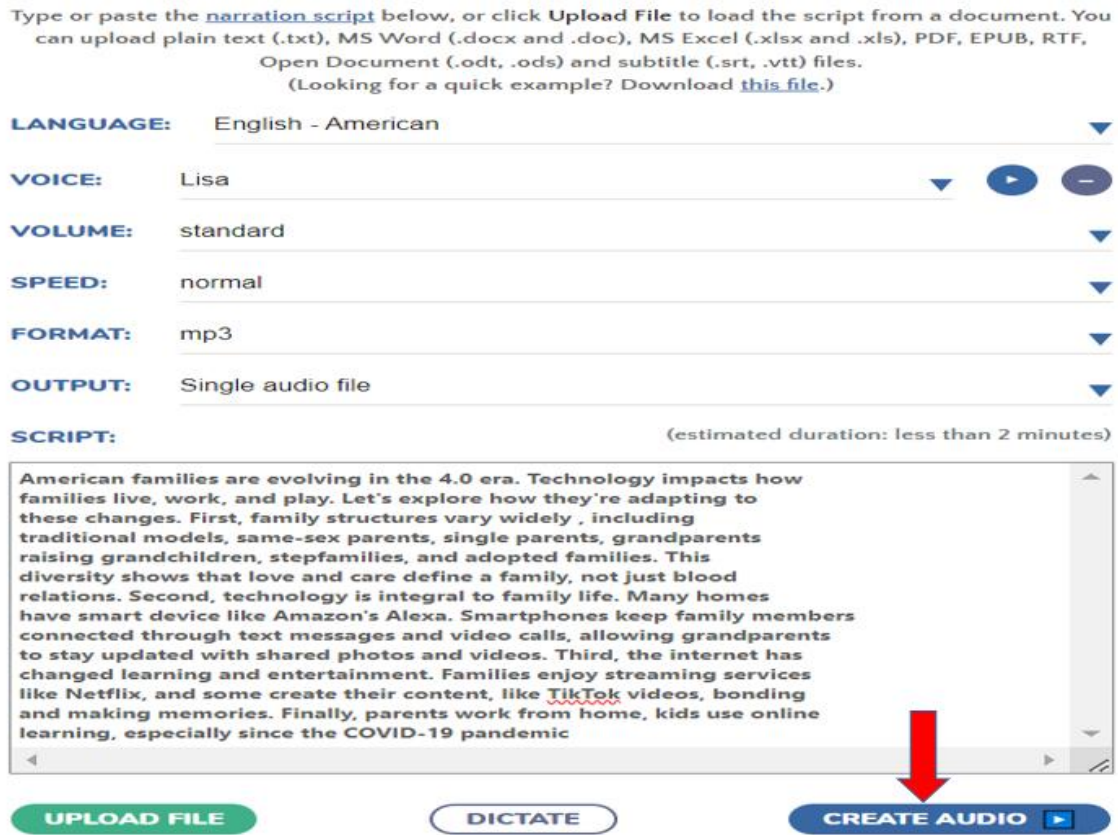 Type or paste the narration script below, or click Upload File to load the script from a document. You
can upload plain text (.txt), MS Word (.docx and .doc), MS Excel (.xlsx and .xls), PDF, EPUB, RTF,
Open Document (.odt, .ods) and subtitle (.srt, .vtt) files.
(Looking for a quick example? Download this file.)
LANGUAGE: English - American
VOICE: Lisa
VOLUME: standard
SPEED: normal
FORMAT: mp3
OUTPUT: Single audio file
SCRIPT: (estimated duration: less than 2 minutes)
American families are evolving in the 4.0 era. Technology impacts how
families live, work, and play. Let's explore how they're adapting to
these changes. First, family structures vary widely , including
traditional models, same-sex parents, single parents, grandparents
raising grandchildren, stepfamilies, and adopted families. This
diversity shows that love and care define a family, not just blood
relations. Second, technology is integral to family life. Many homes
have smart device like Amazon's Alexa. Smartphones keep family members
connected through text messages and video calls, allowing grandparents
to stay updated with shared photos and videos. Third, the internet has
changed learning and entertainment. Families enjoy streaming services
like Netflix, and some create their content, like TikTok videos, bonding
and making memories. Finally, parents work from home, kids use online
learning, especially since the COVID-19 pandemic
UPLOAD FILE DICTATE CREATE AUDIO